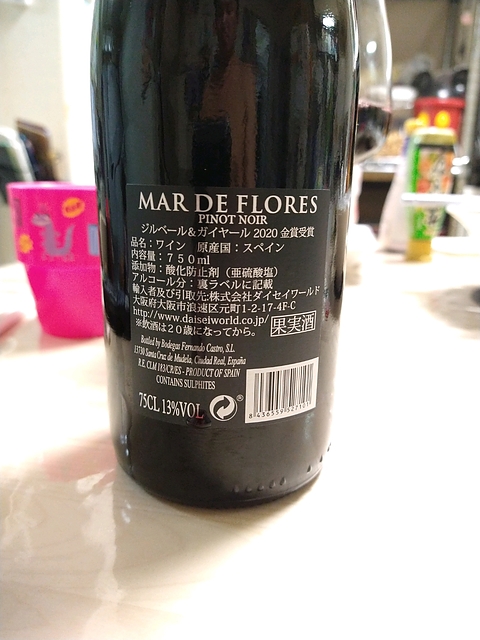 MAR DE FLORES
PINOT NOIR
ジルベール&ガイヤール 2020 金賞受賞
品名:ワイン 原産国:スペイン
内容量:750ml
添加物:酸化防止剤(亜硫酸塩)
アルコール分:裏ラベルに記載
輸入者及び引取先:株式会社ダイセイワールド
大阪府大阪市浪速区元町1-2-17-4F-C
http://www.daiseiworld.co.jp/
※飲酒は20歳になってから。
果実酒
Bottled by Bodegas Fernando Castro, S.L.
13730 Santa Cruz de Mudela, Ciudad Real, España
R.E. CLM 183/CR/ES - PRODUCT OF SPAIN
CONTAINS SULPHITES
75CL 13%VOL